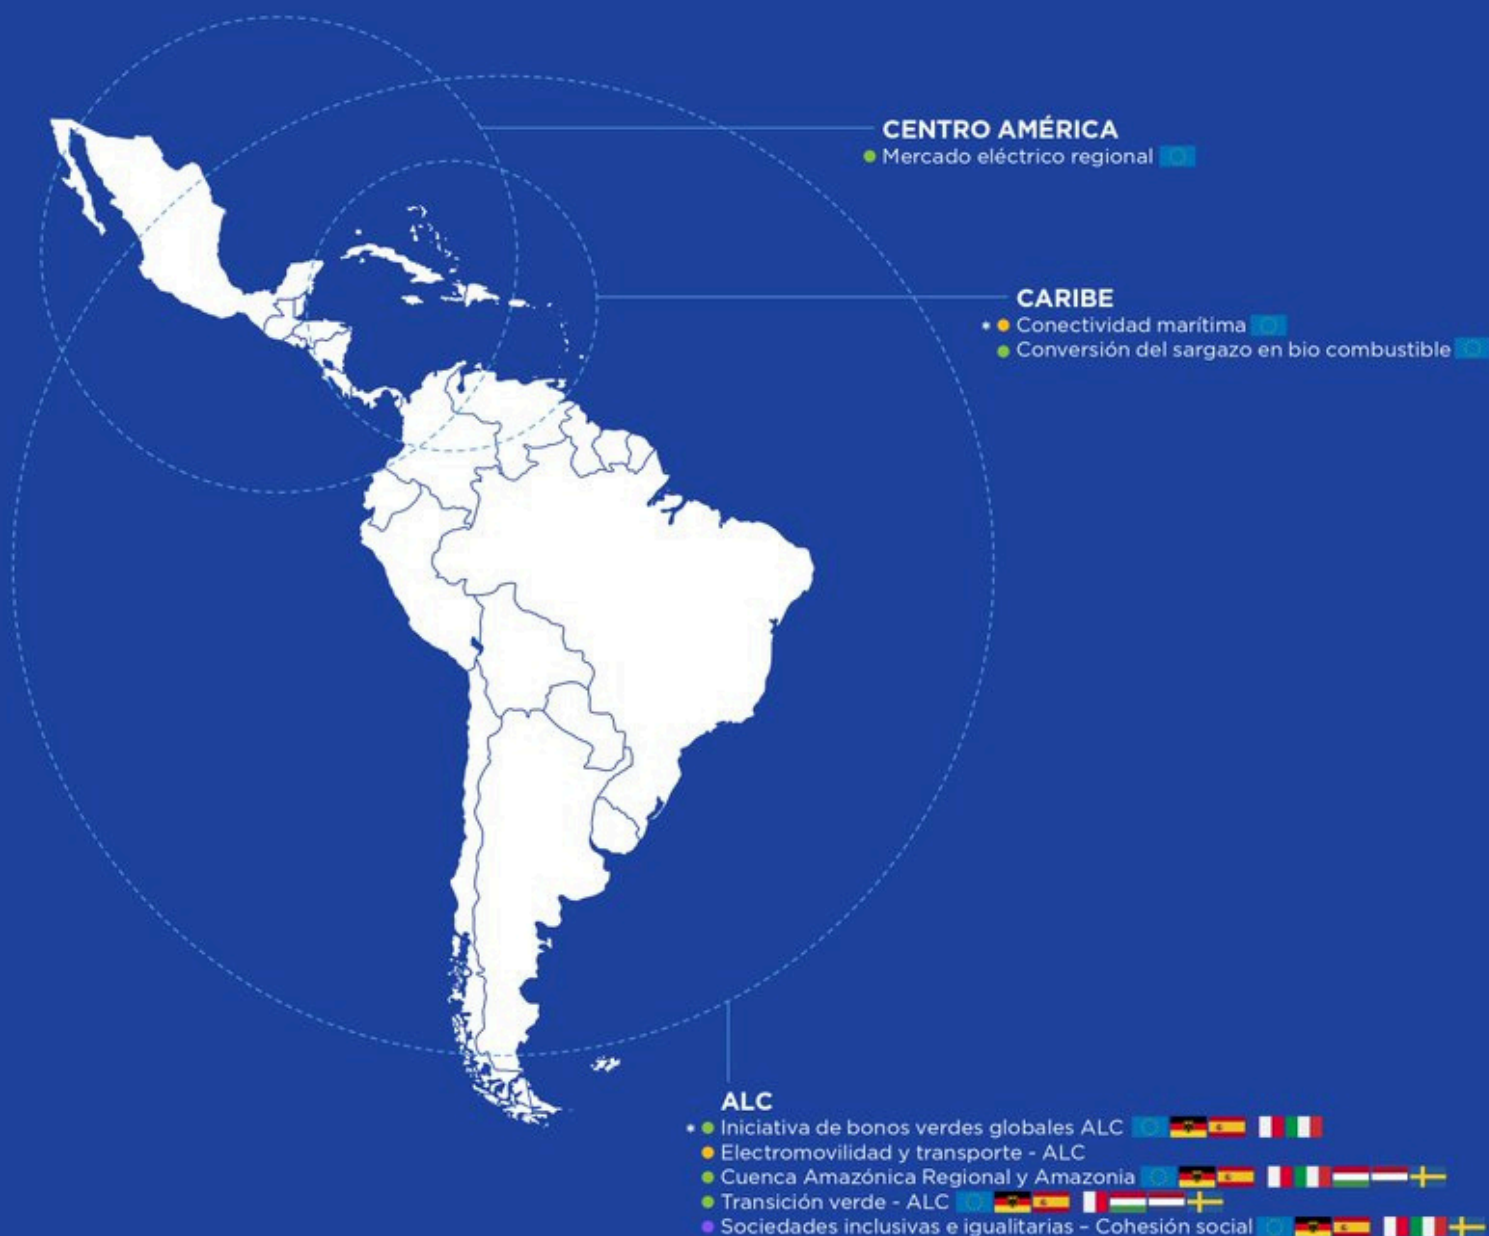 CENTRO AMÉRICA
Mercado eléctrico regional
CARIBE
Conectividad marítima
Conversión del sargazo en bio combustible
ALC
Iniciativa de bonos verdes globales ALC
Electromovilidad y transporte - ALC
Cuenca Amazónica Regional y Amazonia
Transición verde - ALC
Sociedades inclusivas e igualitarias – Cohesión social